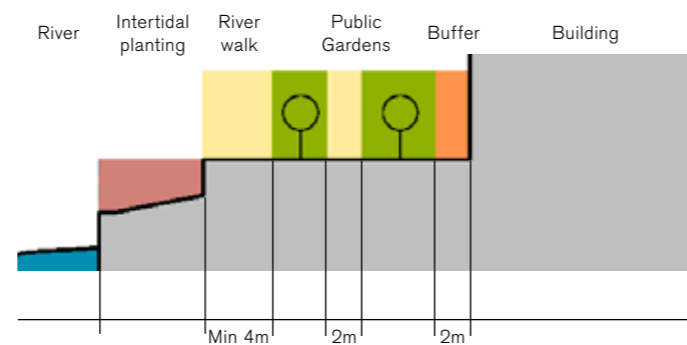 River
Intertidal
planting
River
walk
Public
Gardens
Buffer
Building
Min 4m
2m
2m